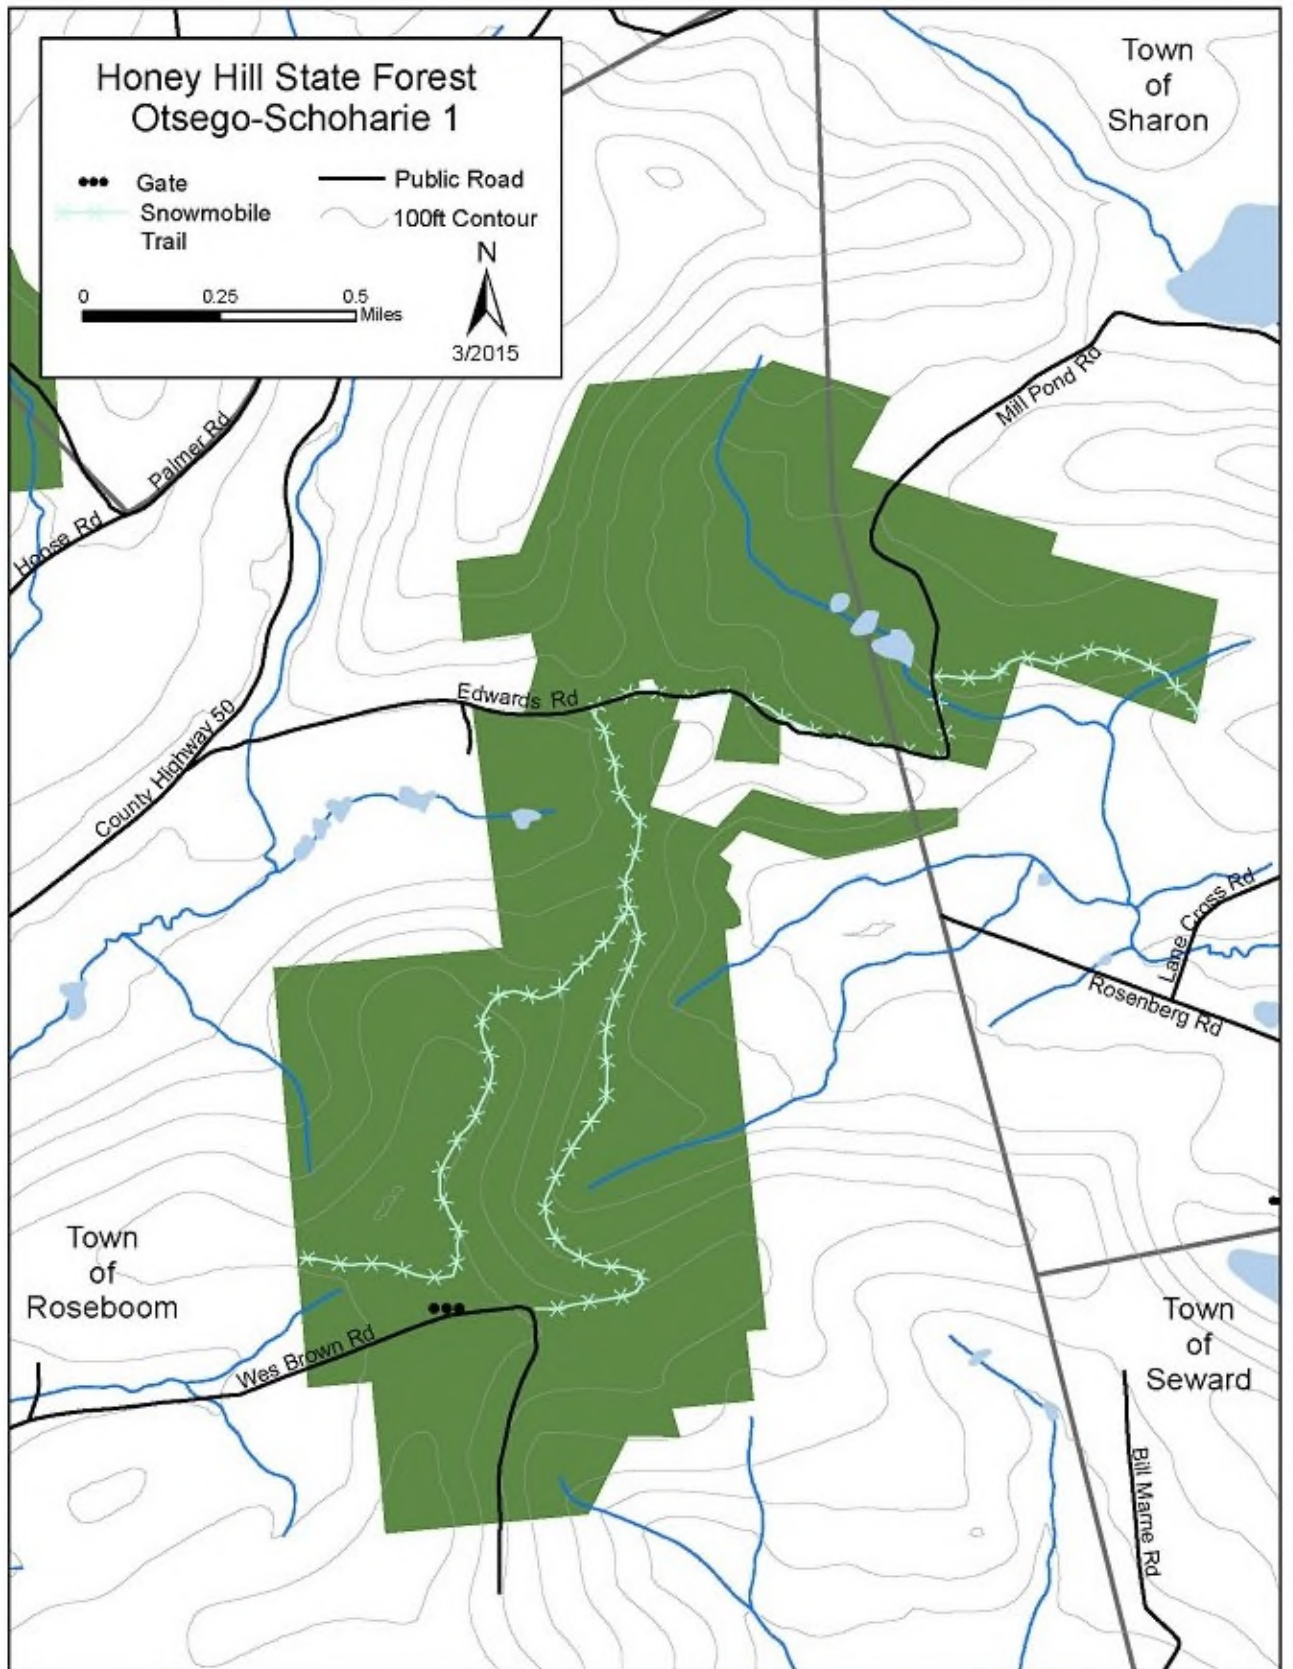 Honey Hill State Forest
Otsego-Schoharie 1
Gate
Public Road
Snowmobile
Trail
100ft Contour
N
0 0.25 0.5
Miles
3/2015
Town
of
Sharon
Mill Pond Rd
Palmer Rd
Hoose Rd
Edwards Rd
County Highway 50
Lane Cross Rd
Rosenberg Rd
Town
of
Roseboom
Wes Brown Rd
Town
of
Seward
Bill Marne Rd